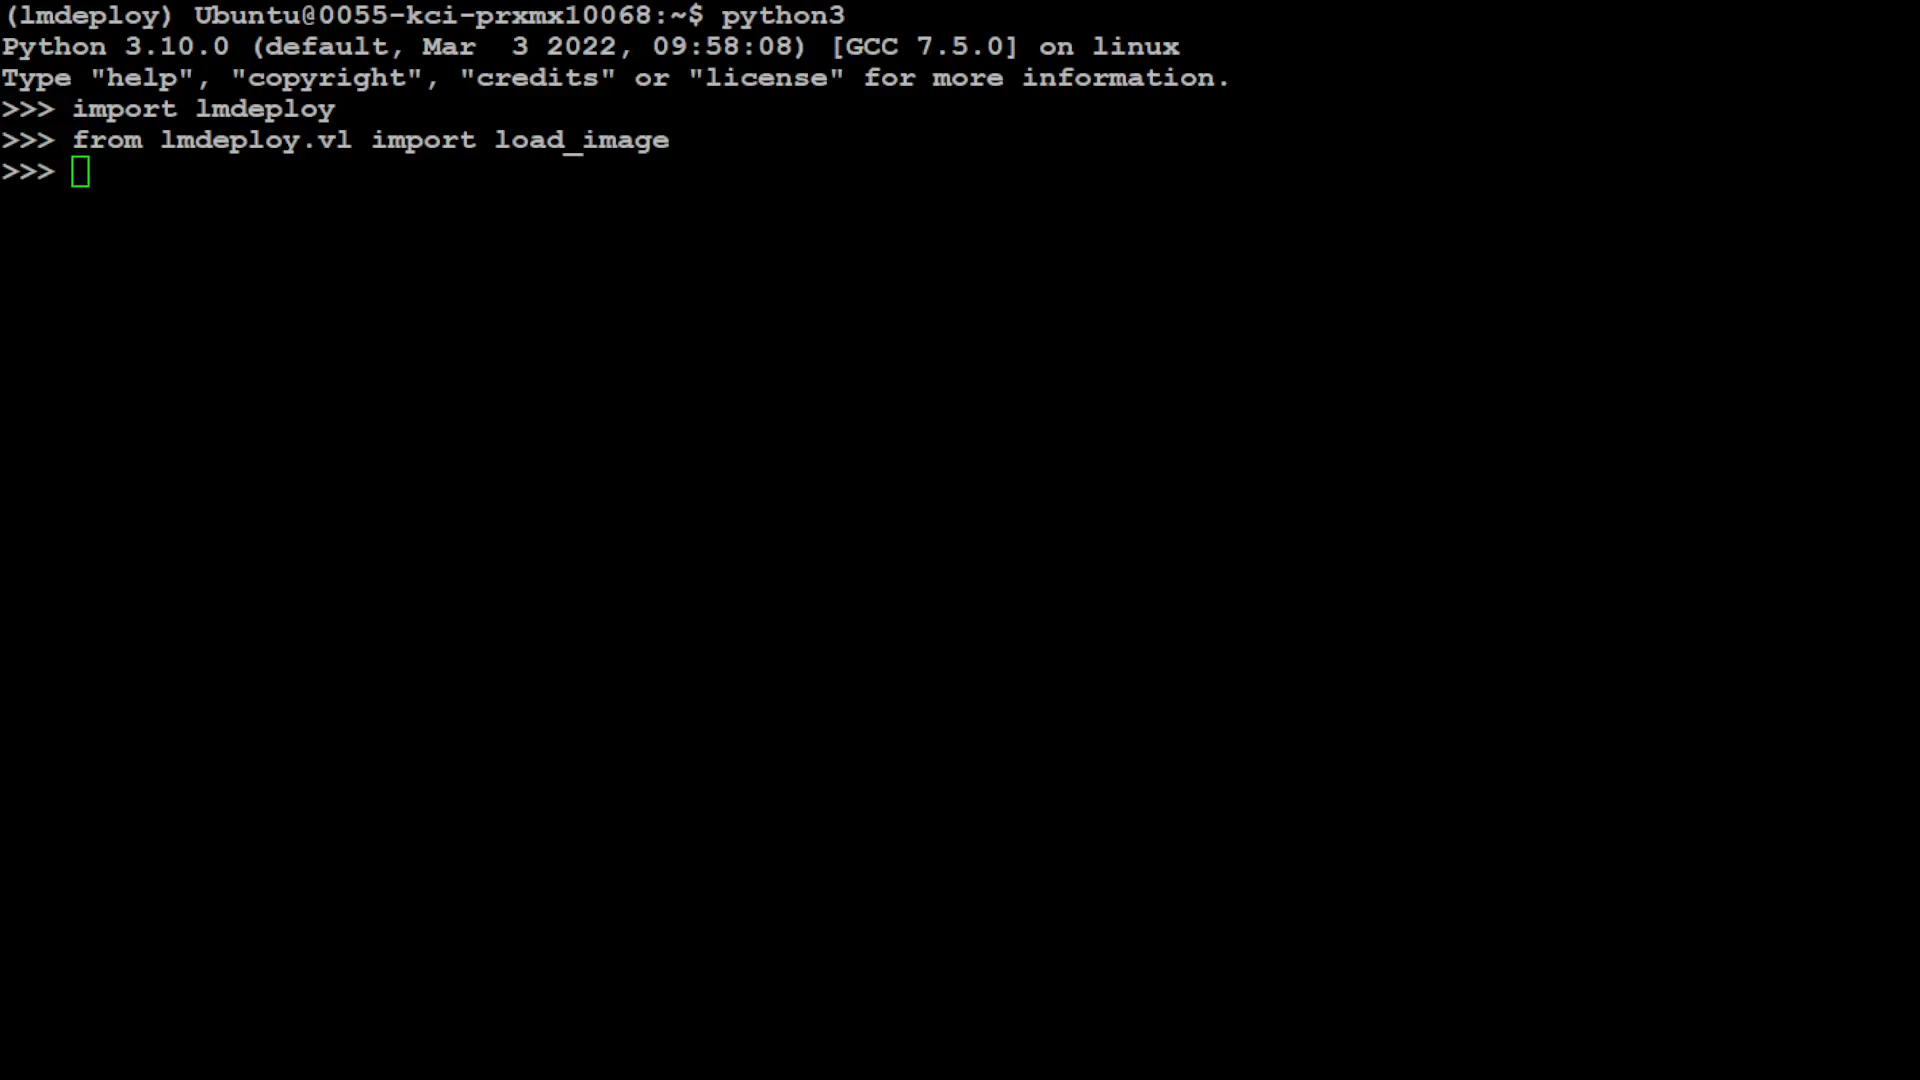 (lmdeploy) Ubuntu@0055-kci-prxmx10068:~$ python3
Python 3.10.0 (default, Mar  3 2022, 09:58:08) [GCC 7.5.0] on linux
Type "help", "copyright", "credits" or "license" for more information.
>>> import lmdeploy
>>> from lmdeploy.vl import load_image
>>>